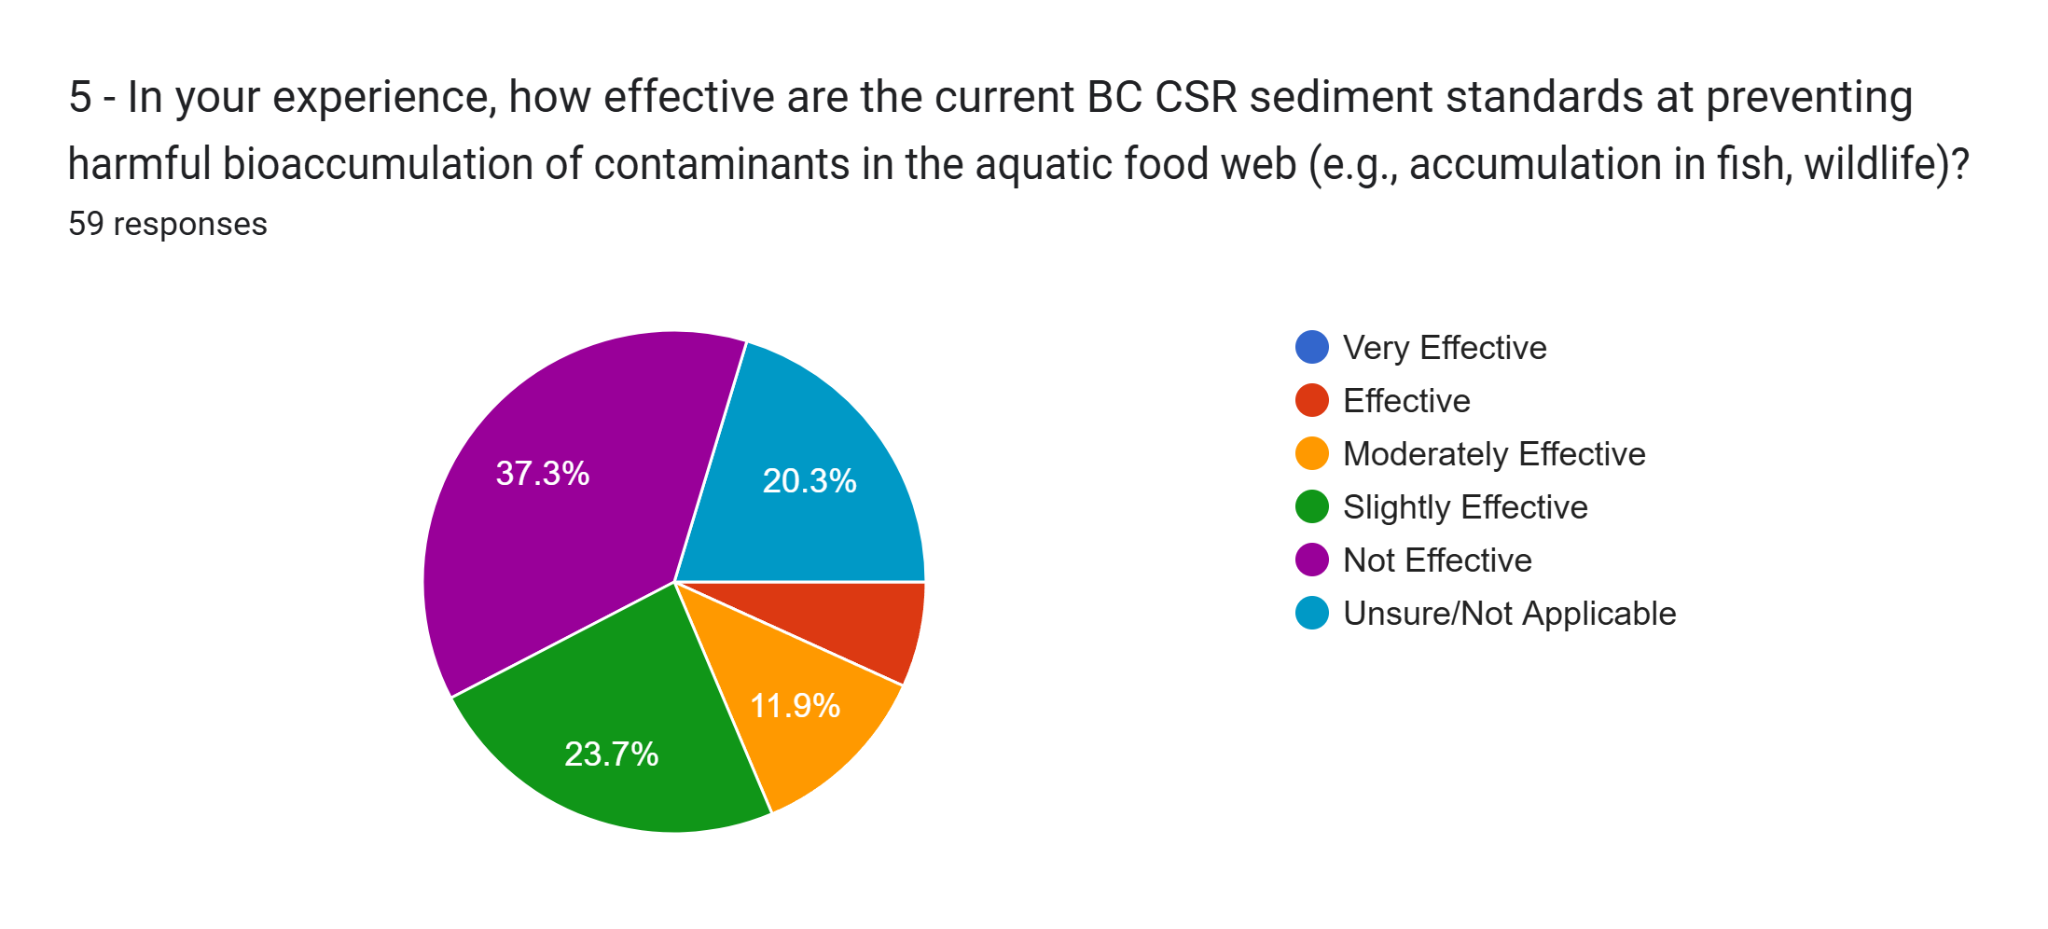 5 - In your experience, how effective are the current BC CSR sediment standards at preventing
harmful bioaccumulation of contaminants in the aquatic food web (e.g., accumulation in fish, wildlife)?
59 responses
37.3%
20.3%
11.9%
23.7%
Very Effective
Effective
Moderately Effective
Slightly Effective
Not Effective
Unsure/Not Applicable